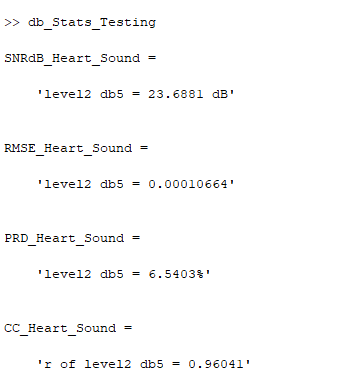 >> db_Stats_Testing
SNRdB_Heart_Sound =
'level2 db5 = 23.6881 dB'
RMSE_Heart_Sound =
'level2 db5 = 0.00010664'
PRD_Heart_Sound =
'level2 db5 = 6.5403%'
CC_Heart_Sound =
'r of level2 db5 = 0.96041'